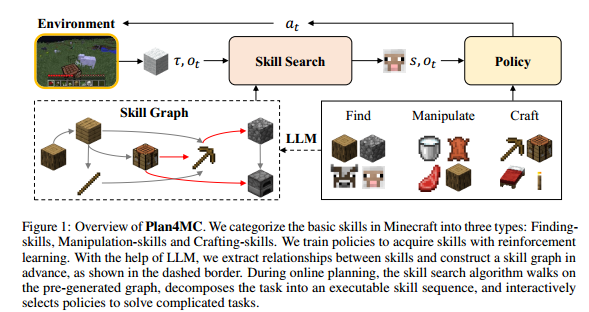 Environment
aₜ
τ, oₜ
Skill Search
s, oₜ
Policy
Skill Graph
LLM
Find Manipulate Craft
Figure 1: Overview of Plan4MC. We categorize the basic skills in Minecraft into three types: Finding-
skills, Manipulation-skills and Crafting-skills. We train policies to acquire skills with reinforcement
learning. With the help of LLM, we extract relationships between skills and construct a skill graph in
advance, as shown in the dashed border. During online planning, the skill search algorithm walks on
the pre-generated graph, decomposes the task into an executable skill sequence, and interactively
selects policies to solve complicated tasks.